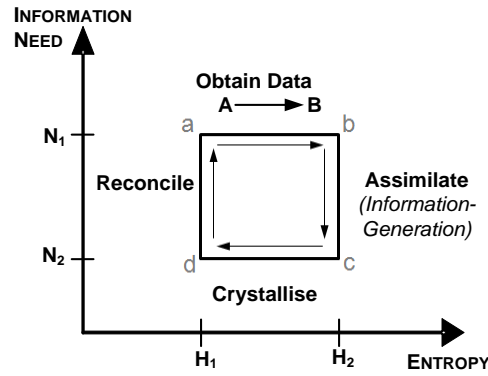 INFORMATION
NEED
Obtain Data
A B
a b
N₁
Reconcile
Assimilate
(Information-
Generation)
N₂
d c
Crystallise
H₁ H₂
ENTROPY